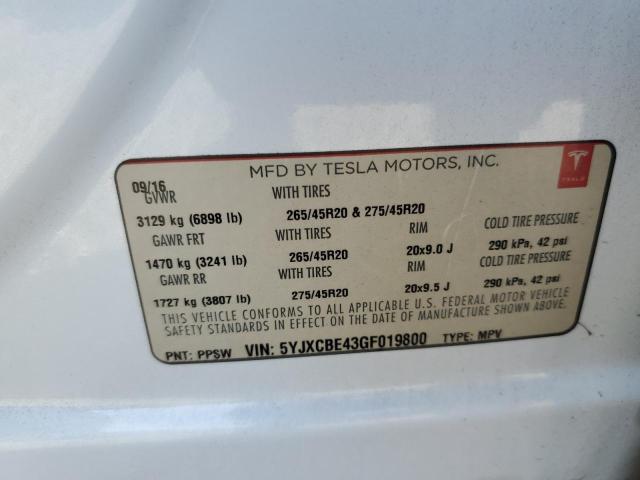 MFD BY TESLA MOTORS, INC.
TESLA
09/16
GVWR WITH TIRES
3129 kg (6898 lb) 265/45R20 & 275/45R20
GAWR FRT WITH TIRES RIM COLD TIRE PRESSURE
1470 kg (3241 lb) 265/45R20 20x9.0 J 290 kPa, 42 psi
GAWR RR WITH TIRES RIM COLD TIRE PRESSURE
1727 kg (3807 lb) 275/45R20 20x9.5 J 290 kPa, 42 psi
THIS VEHICLE CONFORMS TO ALL APPLICABLE U.S. FEDERAL MOTOR VEHICLE
SAFETY STANDARDS IN EFFECT ON THE DATE OF MANUFACTURE SHOWN ABOVE.
PNT: PPSW VIN: 5YJXCBE43GF019800 TYPE: MPV